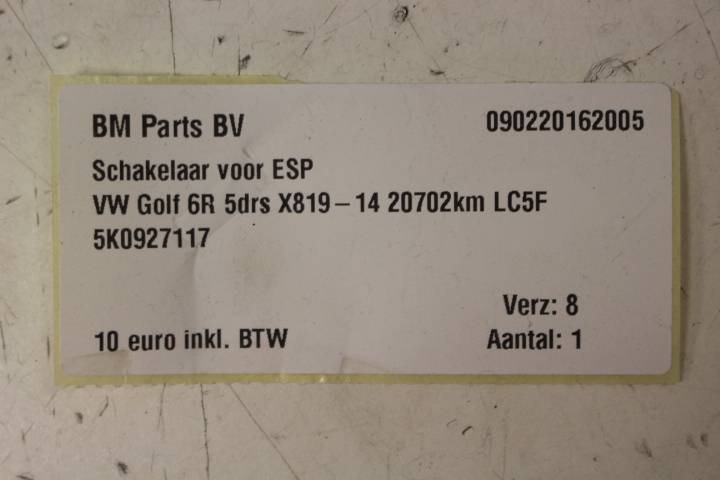 BM Parts BV 090220162005
Schakelaar voor ESP
VW Golf 6R 5drs X819–14 20702km LC5F
5K0927117
Verz: 8
10 euro inkl. BTW Aantal: 1